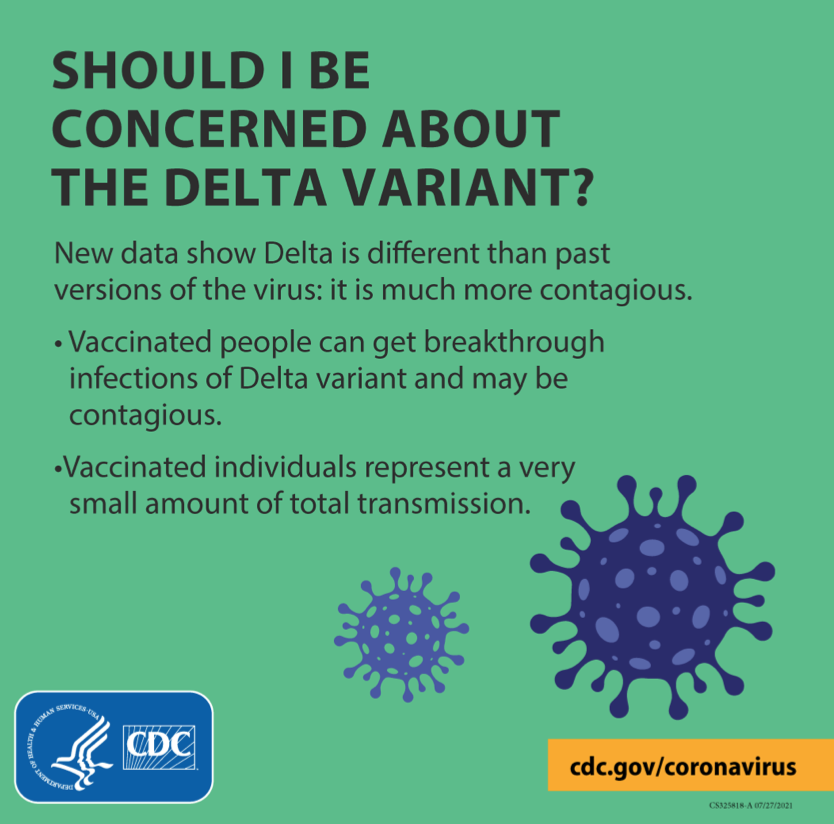 SHOULD I BE
CONCERNED ABOUT
THE DELTA VARIANT?
New data show Delta is different than past
versions of the virus: it is much more contagious.
• Vaccinated people can get breakthrough
infections of Delta variant and may be
contagious.
•Vaccinated individuals represent a very
small amount of total transmission.
DEPARTMENT OF HEALTH & HUMAN SERVICES·USA
CDC
cdc.gov/coronavirus
CS325818-A 07/27/2021